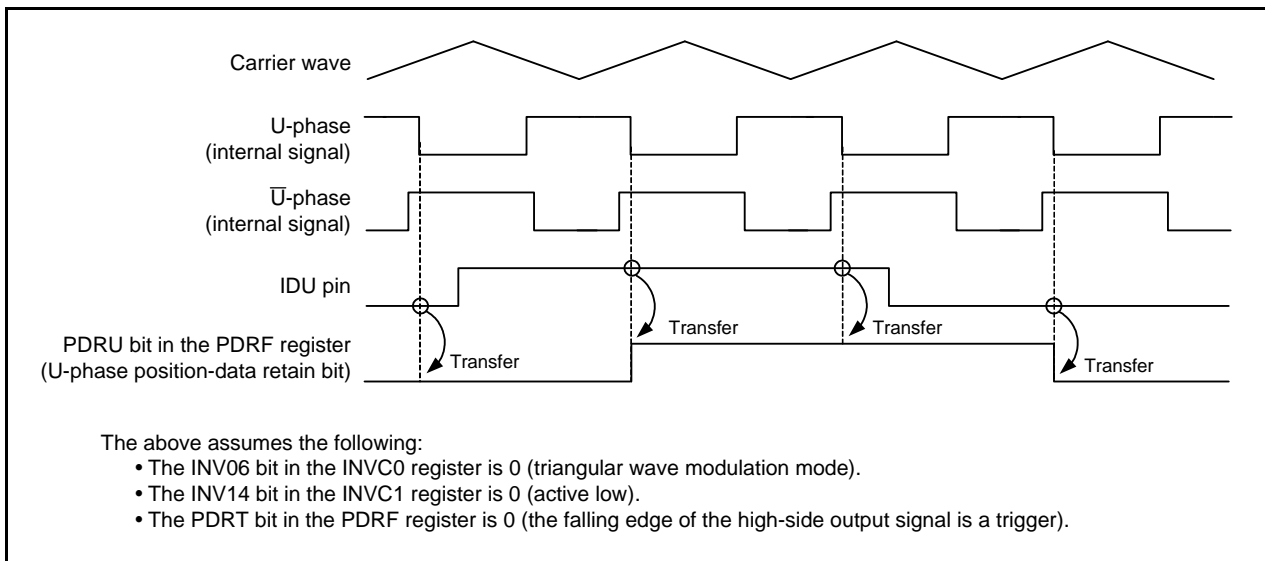 Carrier wave
U-phase
(internal signal)
U̅-phase
(internal signal)
IDU pin
Transfer
Transfer
PDRU bit in the PDRF register
(U-phase position-data retain bit)
Transfer
Transfer
The above assumes the following:
• The INV06 bit in the INVC0 register is 0 (triangular wave modulation mode).
• The INV14 bit in the INVC1 register is 0 (active low).
• The PDRT bit in the PDRF register is 0 (the falling edge of the high-side output signal is a trigger).